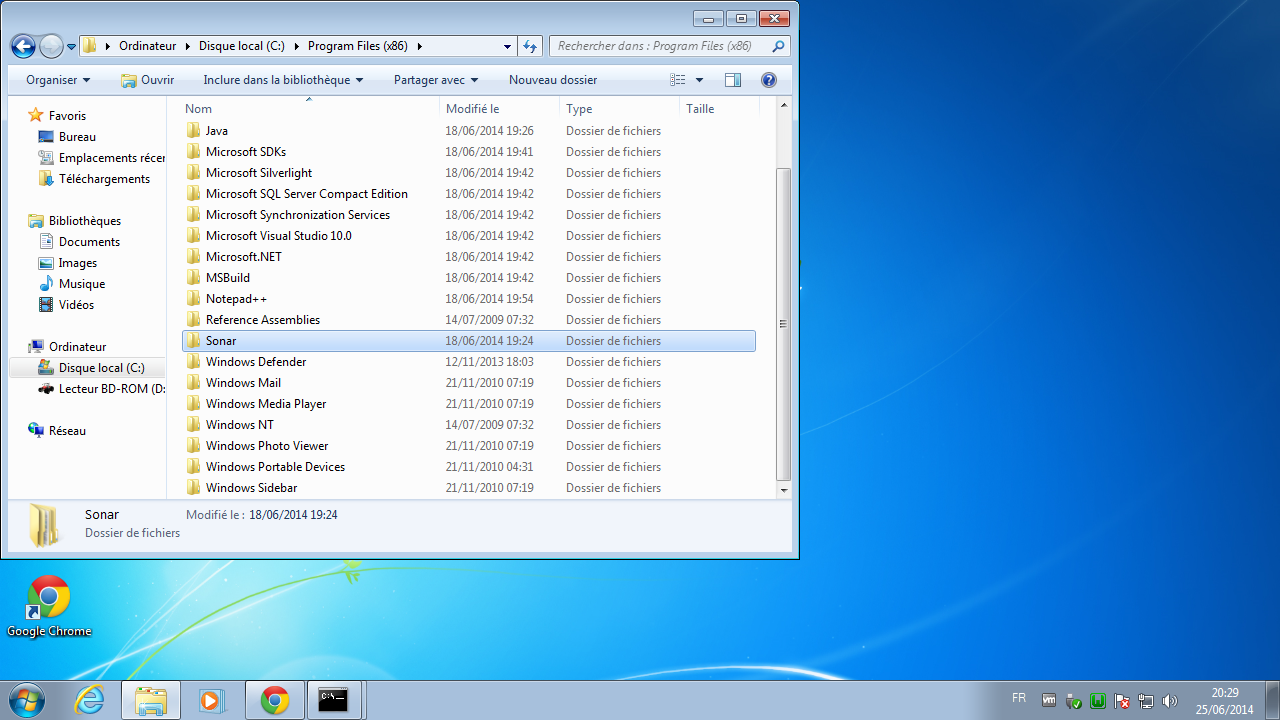 Ordinateur Disque local (C:) Program Files (x86) Rechercher dans : Program Files (x86)
Organiser Ouvrir Inclure dans la bibliothèque Partager avec Nouveau dossier
Nom Modifié le Type Taille
Favoris
Bureau
Emplacements récer
Téléchargements
Bibliothèques
Documents
Images
Musique
Vidéos
Ordinateur
Disque local (C:)
Lecteur BD-ROM (D:
Réseau
Java 18/06/2014 19:26 Dossier de fichiers
Microsoft SDKs 18/06/2014 19:41 Dossier de fichiers
Microsoft Silverlight 18/06/2014 19:42 Dossier de fichiers
Microsoft SQL Server Compact Edition 18/06/2014 19:42 Dossier de fichiers
Microsoft Synchronization Services 18/06/2014 19:42 Dossier de fichiers
Microsoft Visual Studio 10.0 18/06/2014 19:42 Dossier de fichiers
Microsoft.NET 18/06/2014 19:42 Dossier de fichiers
MSBuild 18/06/2014 19:42 Dossier de fichiers
Notepad++ 18/06/2014 19:54 Dossier de fichiers
Reference Assemblies 14/07/2009 07:32 Dossier de fichiers
Sonar 18/06/2014 19:24 Dossier de fichiers
Windows Defender 12/11/2013 18:03 Dossier de fichiers
Windows Mail 21/11/2010 07:19 Dossier de fichiers
Windows Media Player 21/11/2010 07:19 Dossier de fichiers
Windows NT 14/07/2009 07:32 Dossier de fichiers
Windows Photo Viewer 21/11/2010 07:19 Dossier de fichiers
Windows Portable Devices 21/11/2010 04:31 Dossier de fichiers
Windows Sidebar 21/11/2010 07:19 Dossier de fichiers
Sonar Modifié le : 18/06/2014 19:24
Dossier de fichiers
Google Chrome
C:\_
FR
20:29
25/06/2014